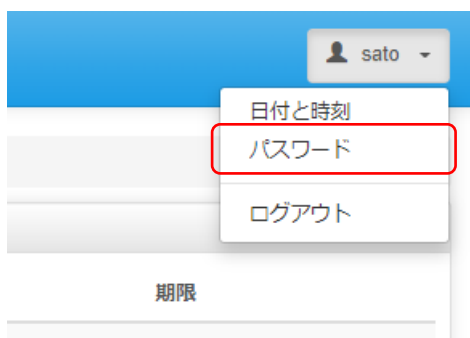 sato
日付と時刻
パスワード
ログアウト
期限